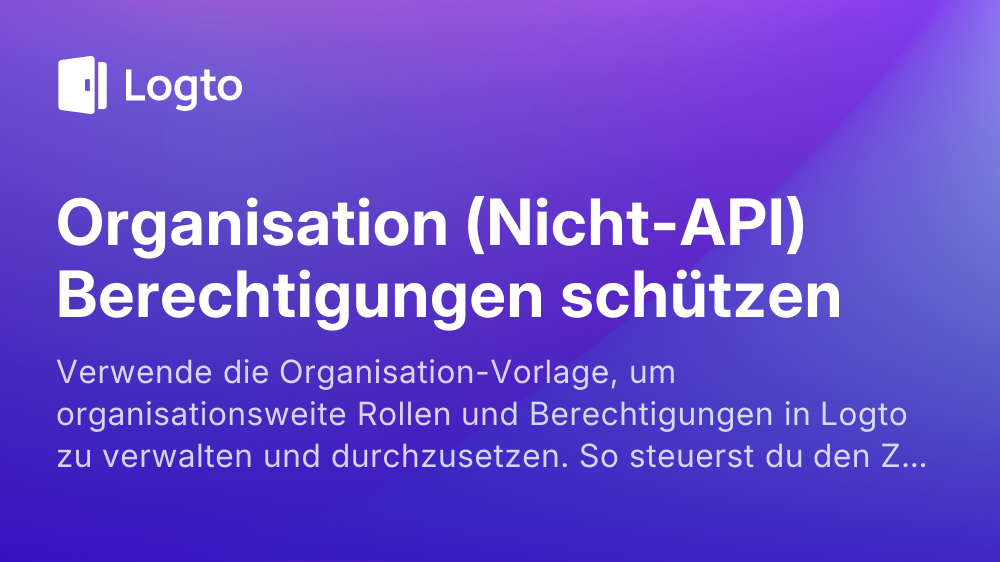 Logto
Organisation (Nicht-API)
Berechtigungen schützen
Verwende die Organisation-Vorlage, um
organisationsweite Rollen und Berechtigungen in Logto
zu verwalten und durchzusetzen. So steuerst du den Z...